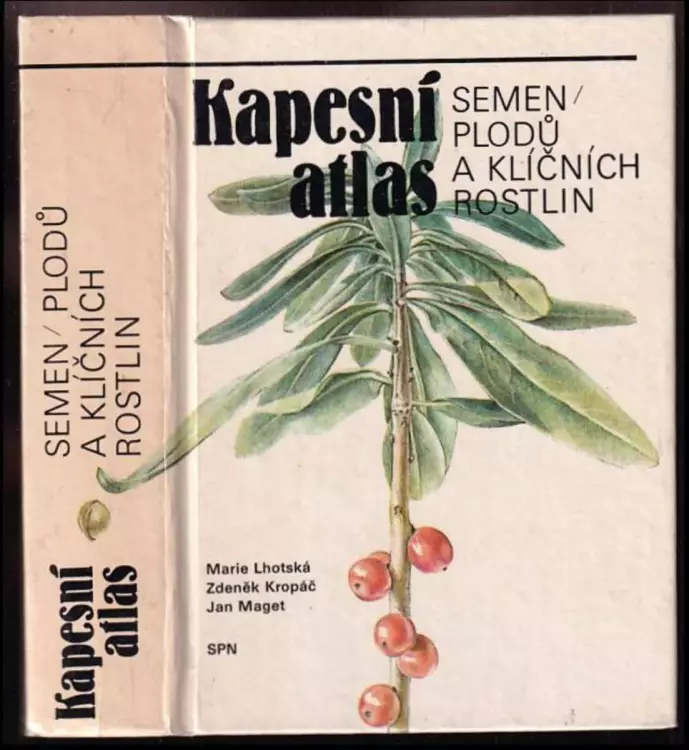 Kapesní
atlas
SEMEN/
PLODŮ
A KLÍČNÍCH
ROSTLIN
Marie Lhotská
Zdeněk Kropáč
Jan Maget
SPN
Kapesní
atlas
SEMEN/ PLODŮ
A KLÍČNÍCH
ROSTLIN